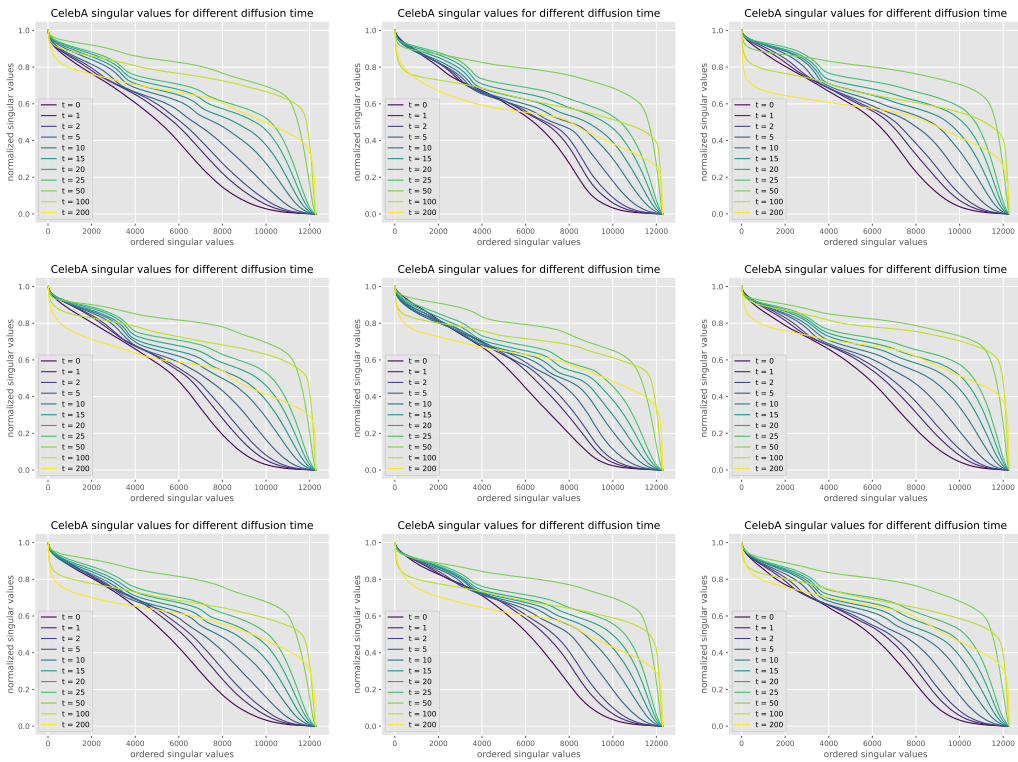 CelebA singular values for different diffusion time
normalized singular values
1.0
0.8
0.6
0.4
0.2
0.0
t = 0
t = 1
t = 2
t = 5
t = 10
t = 15
t = 20
t = 25
t = 50
t = 100
t = 200
0 2000 4000 6000 8000 10000 12000
ordered singular values
CelebA singular values for different diffusion time
normalized singular values
1.0
0.8
0.6
0.4
0.2
0.0
t = 0
t = 1
t = 2
t = 5
t = 10
t = 15
t = 20
t = 25
t = 50
t = 100
t = 200
0 2000 4000 6000 8000 10000 12000
ordered singular values
CelebA singular values for different diffusion time
normalized singular values
1.0
0.8
0.6
0.4
0.2
0.0
t = 0
t = 1
t = 2
t = 5
t = 10
t = 15
t = 20
t = 25
t = 50
t = 100
t = 200
0 2000 4000 6000 8000 10000 12000
ordered singular values
CelebA singular values for different diffusion time
normalized singular values
1.0
0.8
0.6
0.4
0.2
0.0
t = 0
t = 1
t = 2
t = 5
t = 10
t = 15
t = 20
t = 25
t = 50
t = 100
t = 200
0 2000 4000 6000 8000 10000 12000
ordered singular values
CelebA singular values for different diffusion time
normalized singular values
1.0
0.8
0.6
0.4
0.2
0.0
t = 0
t = 1
t = 2
t = 5
t = 10
t = 15
t = 20
t = 25
t = 50
t = 100
t = 200
0 2000 4000 6000 8000 10000 12000
ordered singular values
CelebA singular values for different diffusion time
normalized singular values
1.0
0.8
0.6
0.4
0.2
0.0
t = 0
t = 1
t = 2
t = 5
t = 10
t = 15
t = 20
t = 25
t = 50
t = 100
t = 200
0 2000 4000 6000 8000 10000 12000
ordered singular values
CelebA singular values for different diffusion time
normalized singular values
1.0
0.8
0.6
0.4
0.2
0.0
t = 0
t = 1
t = 2
t = 5
t = 10
t = 15
t = 20
t = 25
t = 50
t = 100
t = 200
0 2000 4000 6000 8000 10000 12000
ordered singular values
CelebA singular values for different diffusion time
normalized singular values
1.0
0.8
0.6
0.4
0.2
0.0
t = 0
t = 1
t = 2
t = 5
t = 10
t = 15
t = 20
t = 25
t = 50
t = 100
t = 200
0 2000 4000 6000 8000 10000 12000
ordered singular values
CelebA singular values for different diffusion time
normalized singular values
1.0
0.8
0.6
0.4
0.2
0.0
t = 0
t = 1
t = 2
t = 5
t = 10
t = 15
t = 20
t = 25
t = 50
t = 100
t = 200
0 2000 4000 6000 8000 10000 12000
ordered singular values